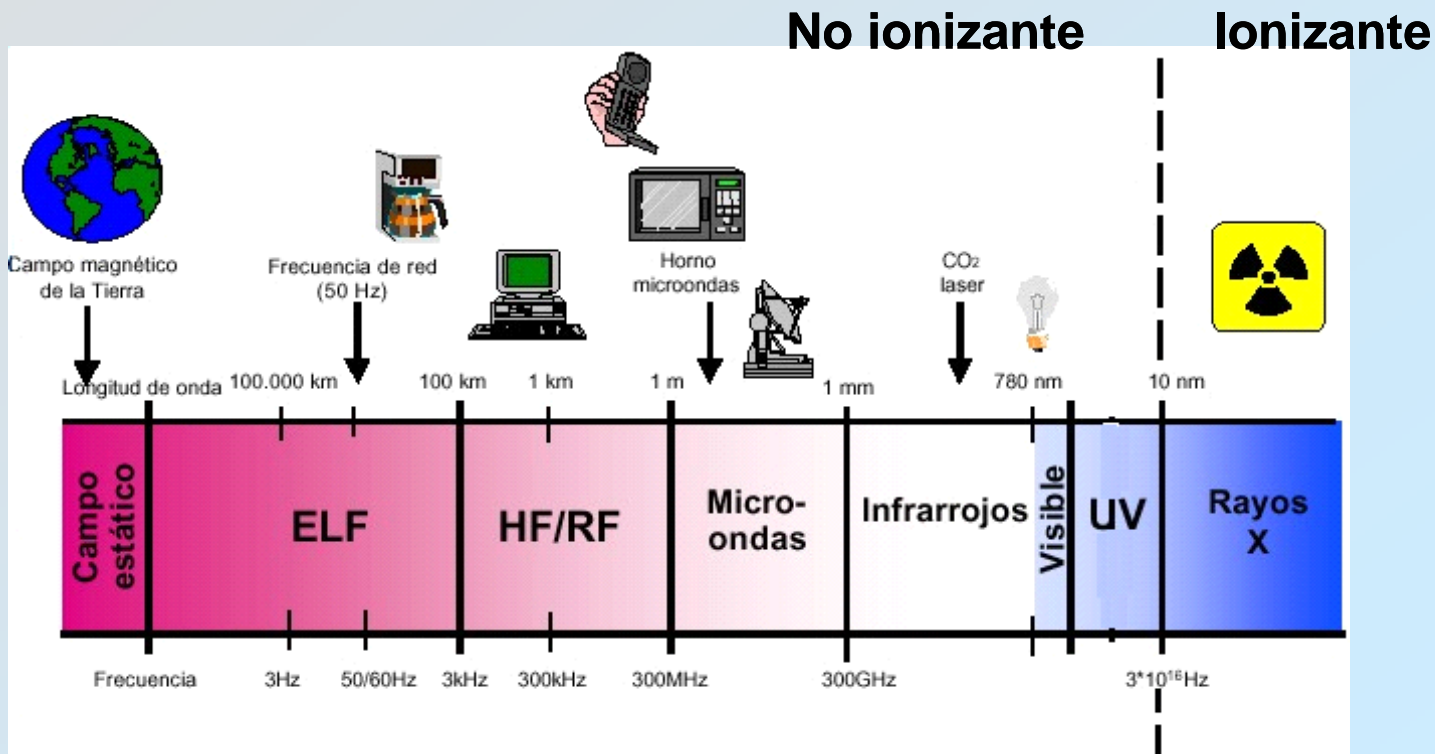 No ionizante Ionizante
Campo magnético
de la Tierra
Frecuencia de red
(50 Hz)
Horno
microondas
CO₂
laser
Longitud de onda 100.000 km 100 km 1 km 1 m 1 mm 780 nm 10 nm
Campo
estático
ELF
HF/RF
Micro-
ondas
Infrarrojos
Visible
UV
Rayos
X
Frecuencia 3Hz 50/60Hz 3kHz 300kHz 300MHz 300GHz 3*10¹⁶Hz